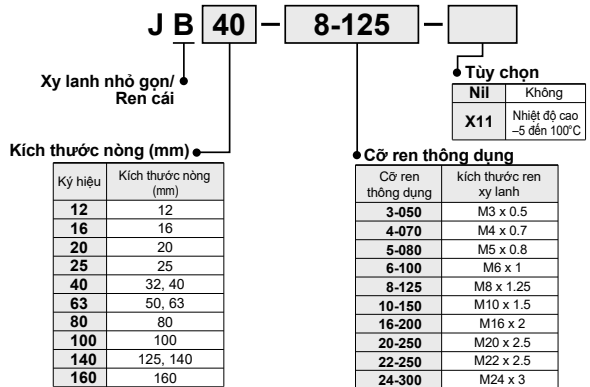 J B 40 – 8-125 –
Xy lanh nhỏ gọn/
Ren cái
Tùy chọn
Nil Không
X11 Nhiệt độ cao
–5 đến 100°C
Kích thước nòng (mm)
Ký hiệu Kích thước nòng
(mm)
12 12
16 16
20 20
25 25
40 32, 40
63 50, 63
80 80
100 100
140 125, 140
160 160
Cỡ ren thông dụng
Cỡ ren kích thước ren
thông dụng xy lanh
3-050 M3 x 0.5
4-070 M4 x 0.7
5-080 M5 x 0.8
6-100 M6 x 1
8-125 M8 x 1.25
10-150 M10 x 1.5
16-200 M16 x 2
20-250 M20 x 2.5
22-250 M22 x 2.5
24-300 M24 x 3